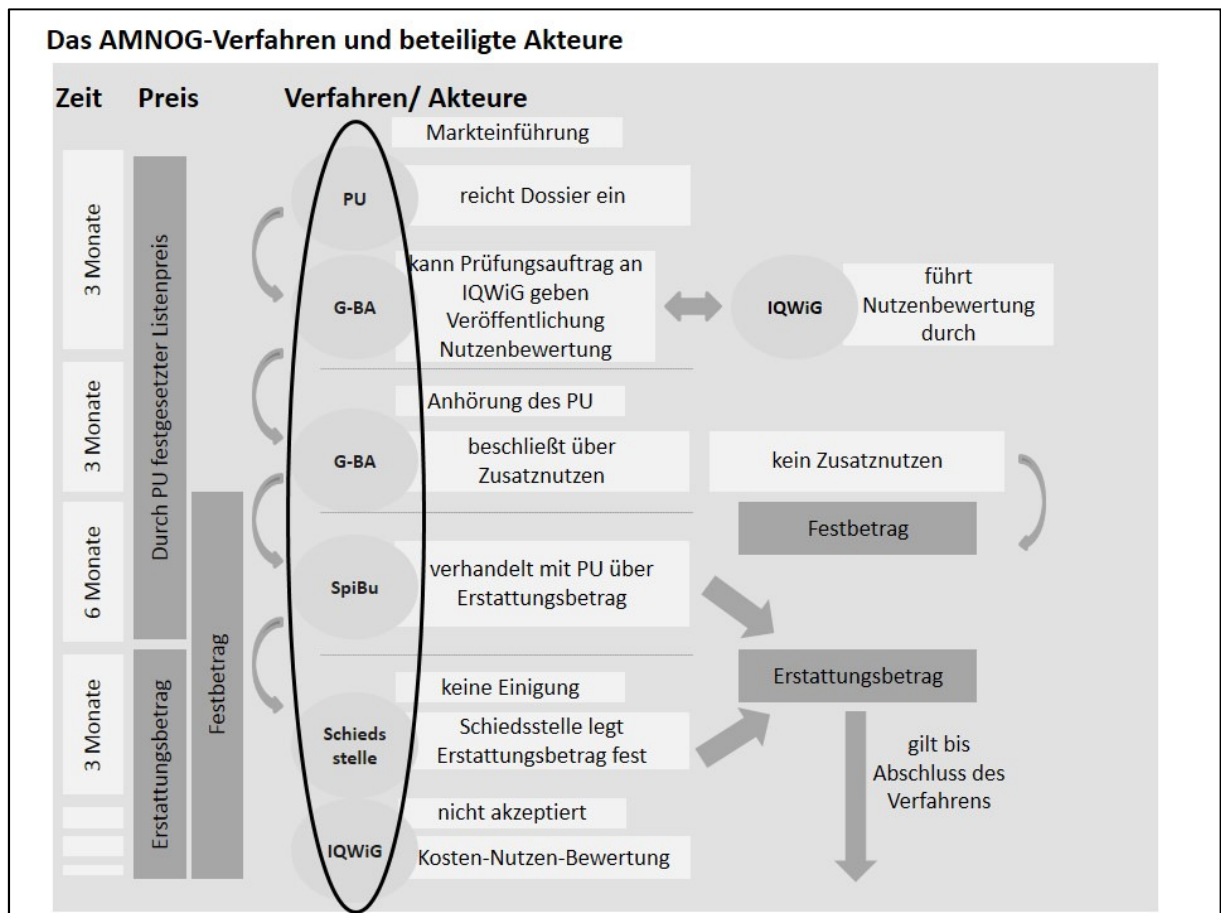 Das AMNOG-Verfahren und beteiligte Akteure
Zeit
Preis
Verfahren/ Akteure
3 Monate
3 Monate
6 Monate
3 Monate
Durch PU festgesetzter Listenpreis
Erstattungsbetrag
Festbetrag
Markteinführung
PU
reicht Dossier ein
G-BA
kann Prüfungsauftrag an
IQWiG geben
Veröffentlichung
Nutzenbewertung
IQWiG
führt
Nutzenbewertung
durch
Anhörung des PU
G-BA
beschließt über
Zusatznutzen
kein Zusatznutzen
Festbetrag
SpiBu
verhandelt mit PU über
Erstattungsbetrag
Erstattungsbetrag
keine Einigung
Schieds
stelle
Schiedsstelle legt
Erstattungsbetrag fest
gilt bis
Abschluss des
Verfahrens
nicht akzeptiert
IQWiG
Kosten-Nutzen-Bewertung